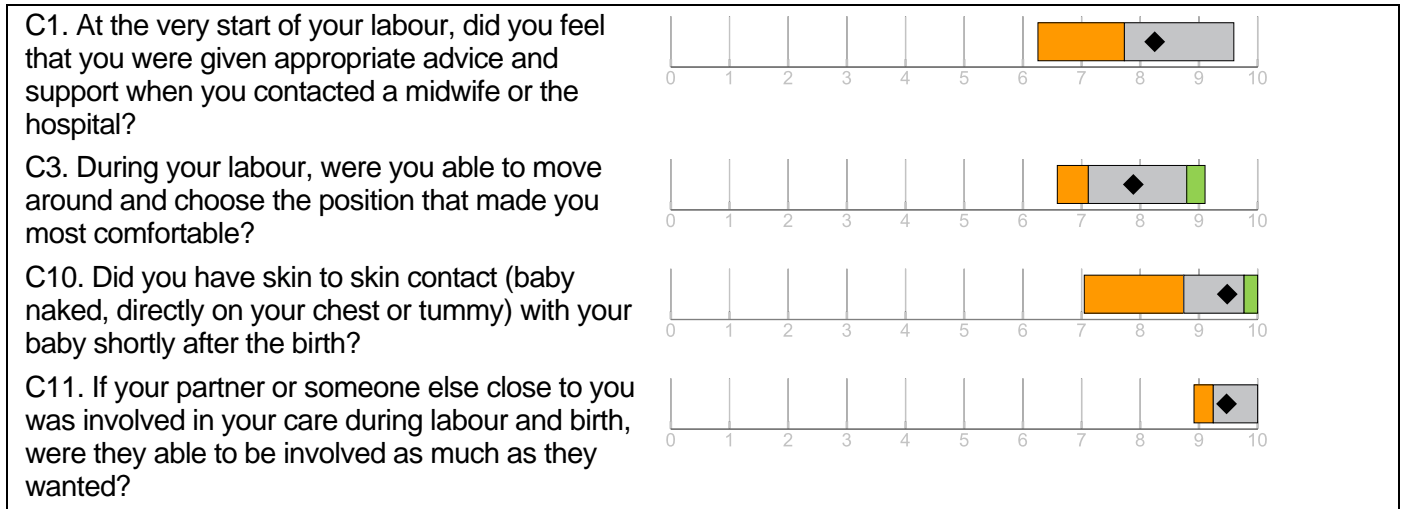 C1. At the very start of your labour, did you feel
that you were given appropriate advice and
support when you contacted a midwife or the
hospital?
0 1 2 3 4 5 6 7 8 9 10
C3. During your labour, were you able to move
around and choose the position that made you
most comfortable?
0 1 2 3 4 5 6 7 8 9 10
C10. Did you have skin to skin contact (baby
naked, directly on your chest or tummy) with your
baby shortly after the birth?
0 1 2 3 4 5 6 7 8 9 10
C11. If your partner or someone else close to you
was involved in your care during labour and birth,
were they able to be involved as much as they
wanted?
0 1 2 3 4 5 6 7 8 9 10